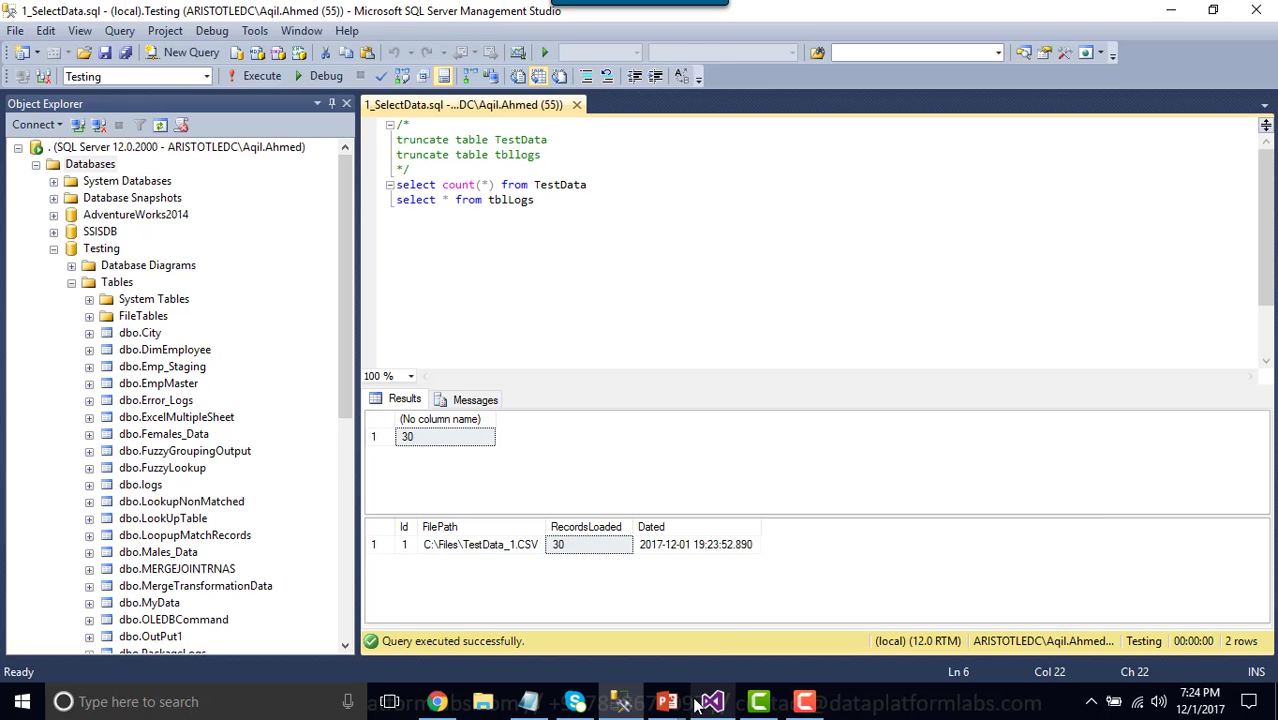 1_SelectData.sql - (local).Testing (ARISTOTLEDC\Aqil.Ahmed (55)) - Microsoft SQL Server Management Studio
File Edit View Query Project Debug Tools Window Help
New Query
Testing Execute Debug
Object Explorer
1_SelectData.sql -...DC\Aqil.Ahmed (55))
Connect
. (SQL Server 12.0.2000 - ARISTOTLEDC\Aqil.Ahmed)
Databases
System Databases
Database Snapshots
AdventureWorks2014
SSISDB
Testing
Database Diagrams
Tables
System Tables
FileTables
dbo.City
dbo.DimEmployee
dbo.Emp_Staging
dbo.EmpMaster
dbo.Error_Logs
dbo.ExcelMultipleSheet
dbo.Females_Data
dbo.FuzzyGroupingOutput
dbo.FuzzyLookup
dbo.logs
dbo.LookupNonMatched
dbo.LookUpTable
dbo.LoopupMatchRecords
dbo.Males_Data
dbo.MERGEJOINTRNAS
dbo.MergeTransformationData
dbo.MyData
dbo.OLEDBCommand
dbo.OutPut1
dbo.PackageLogs
/*
truncate table TestData
truncate table tbllogs
*/
select count(*) from TestData
select * from tblLogs
100 %
Results Messages
(No column name)
1 30
Id FilePath RecordsLoaded Dated
1 1 C:\Files\TestData_1.CSV 30 2017-12-01 19:23:52.890
Query executed successfully. (local) (12.0 RTM) ARISTOTLEDC\Aqil.Ahmed... Testing 00:00:00 2 rows
Ready Ln 6 Col 22 Ch 22 INS
Type here to search
7:24 PM
12/1/2017